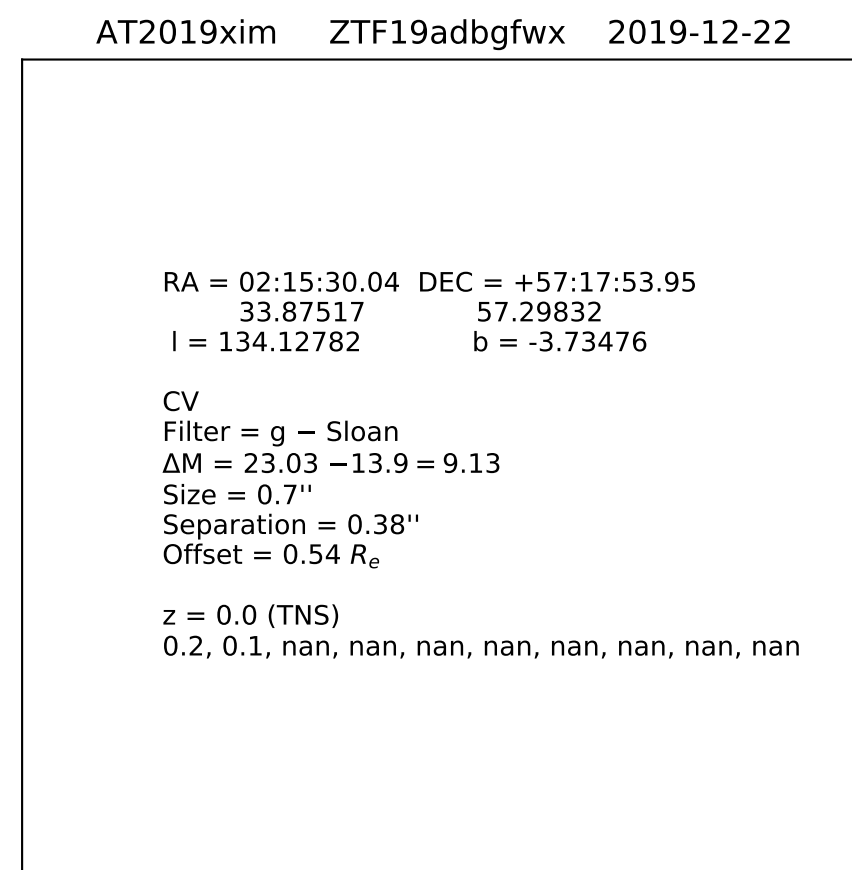 AT2019xim ZTF19adbgfwx 2019-12-22
RA = 02:15:30.04 DEC = +57:17:53.95
33.87517 57.29832
l = 134.12782 b = -3.73476
CV
Filter = g − Sloan
ΔM = 23.03 −13.9 = 9.13
Size = 0.7''
Separation = 0.38''
Offset = 0.54 Rₑ
z = 0.0 (TNS)
0.2, 0.1, nan, nan, nan, nan, nan, nan, nan, nan